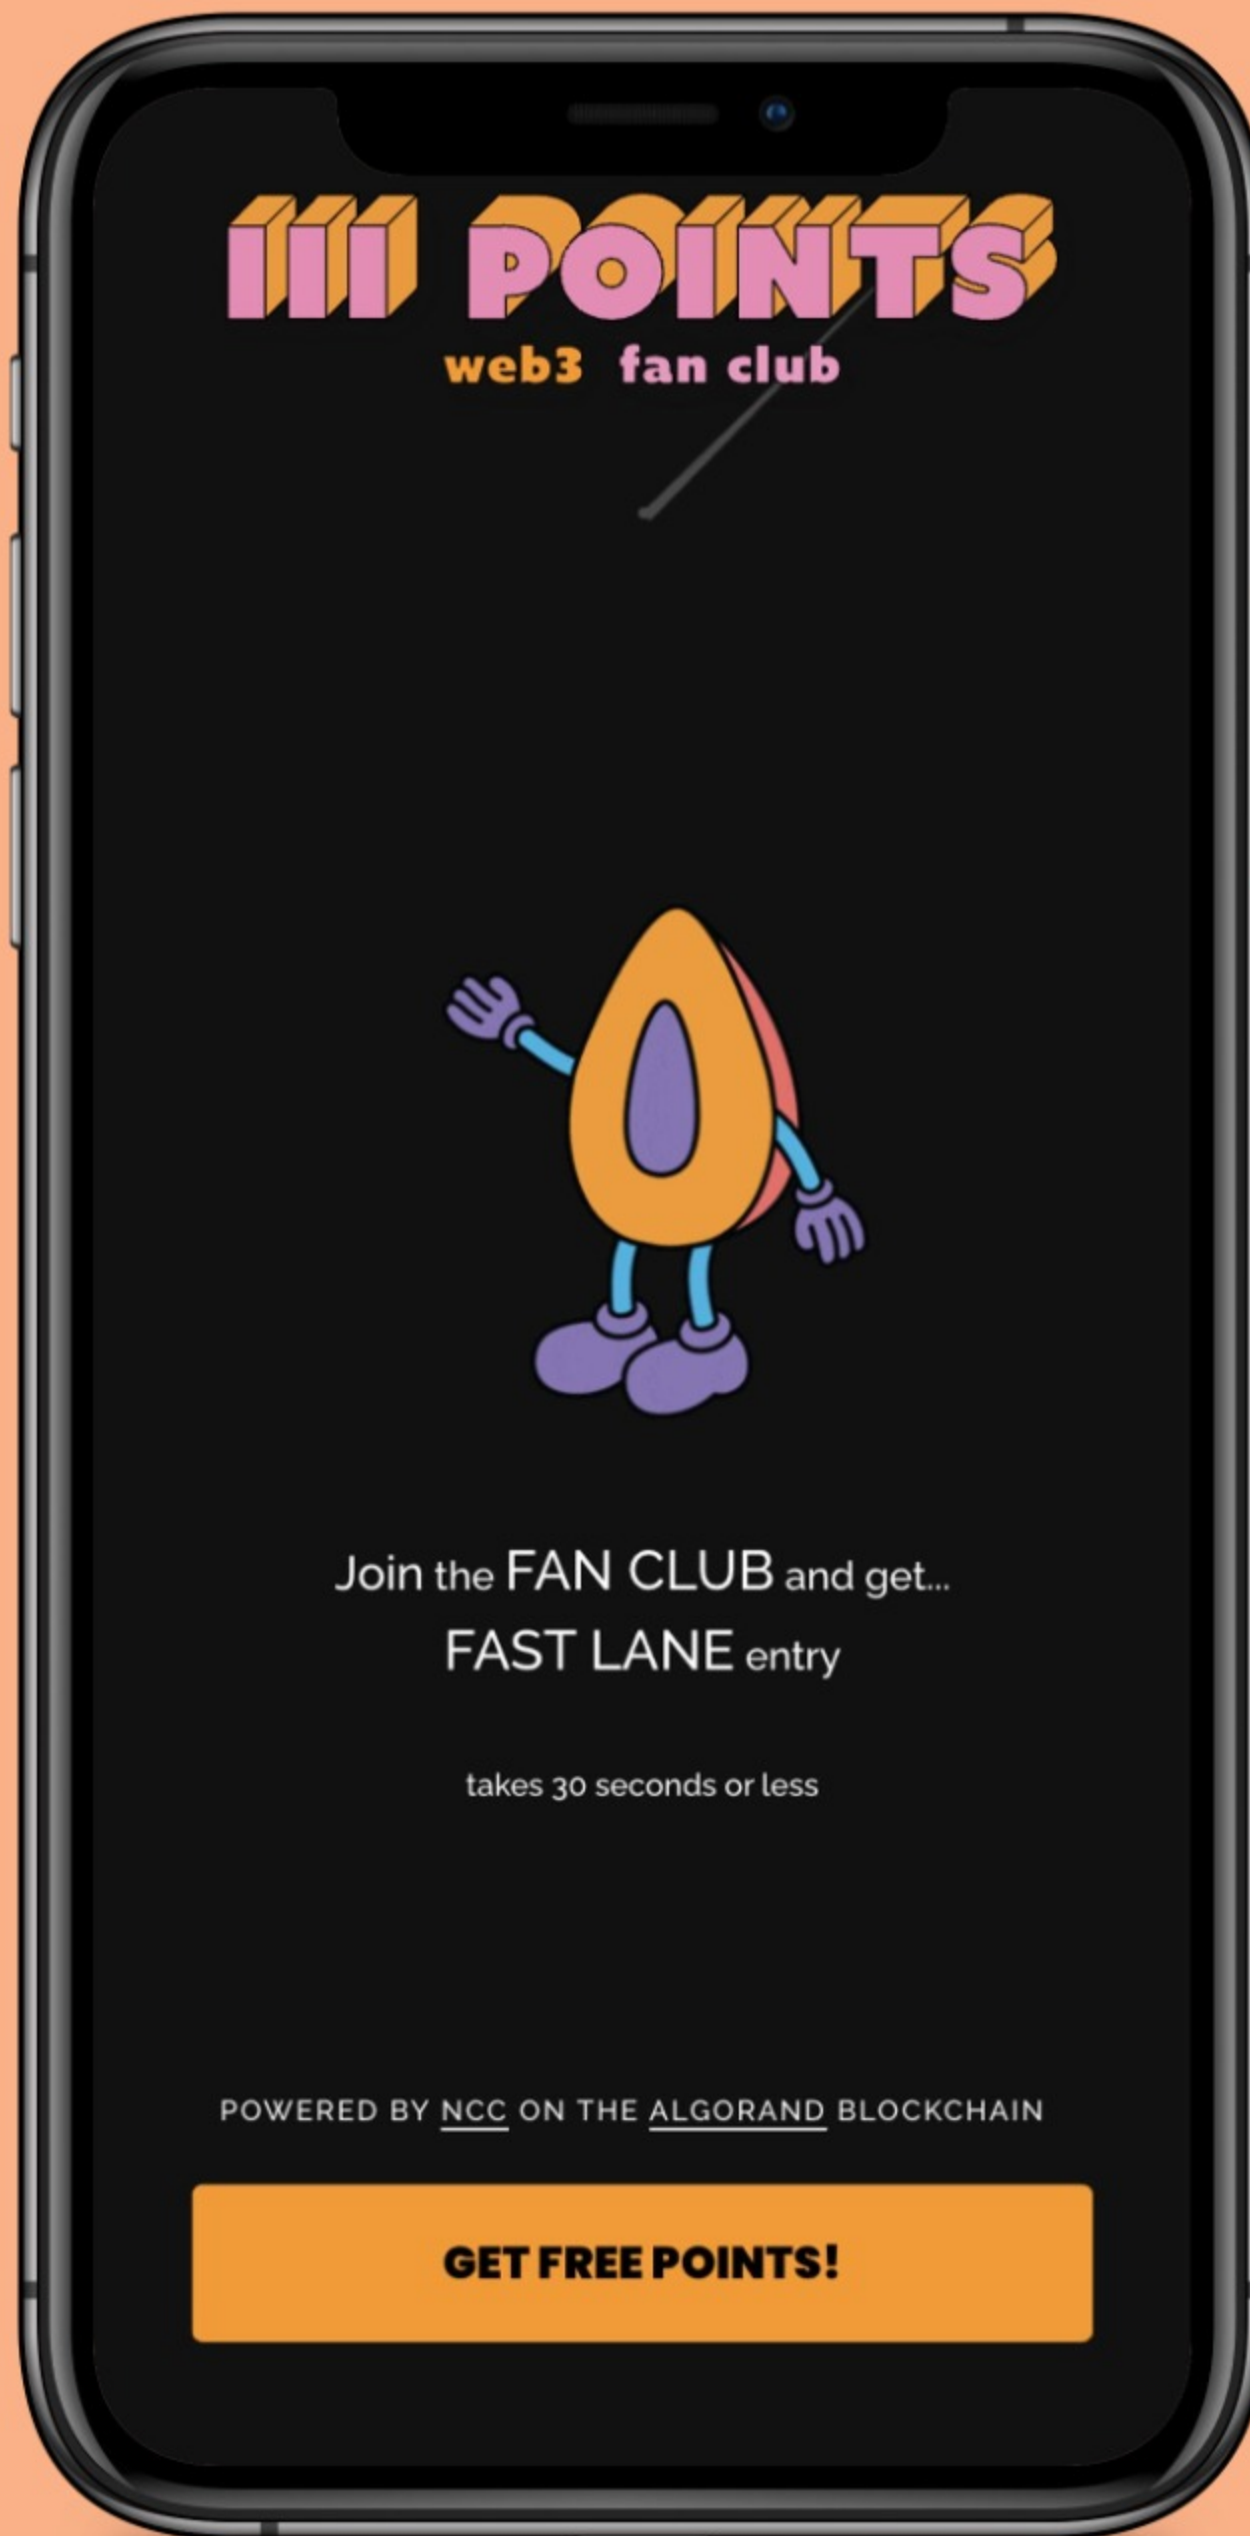 III POINTS
web3 fan club
Join the FAN CLUB and get...
FAST LANE entry
takes 30 seconds or less
POWERED BY NCC ON THE ALGORAND BLOCKCHAIN
GET FREE POINTS!